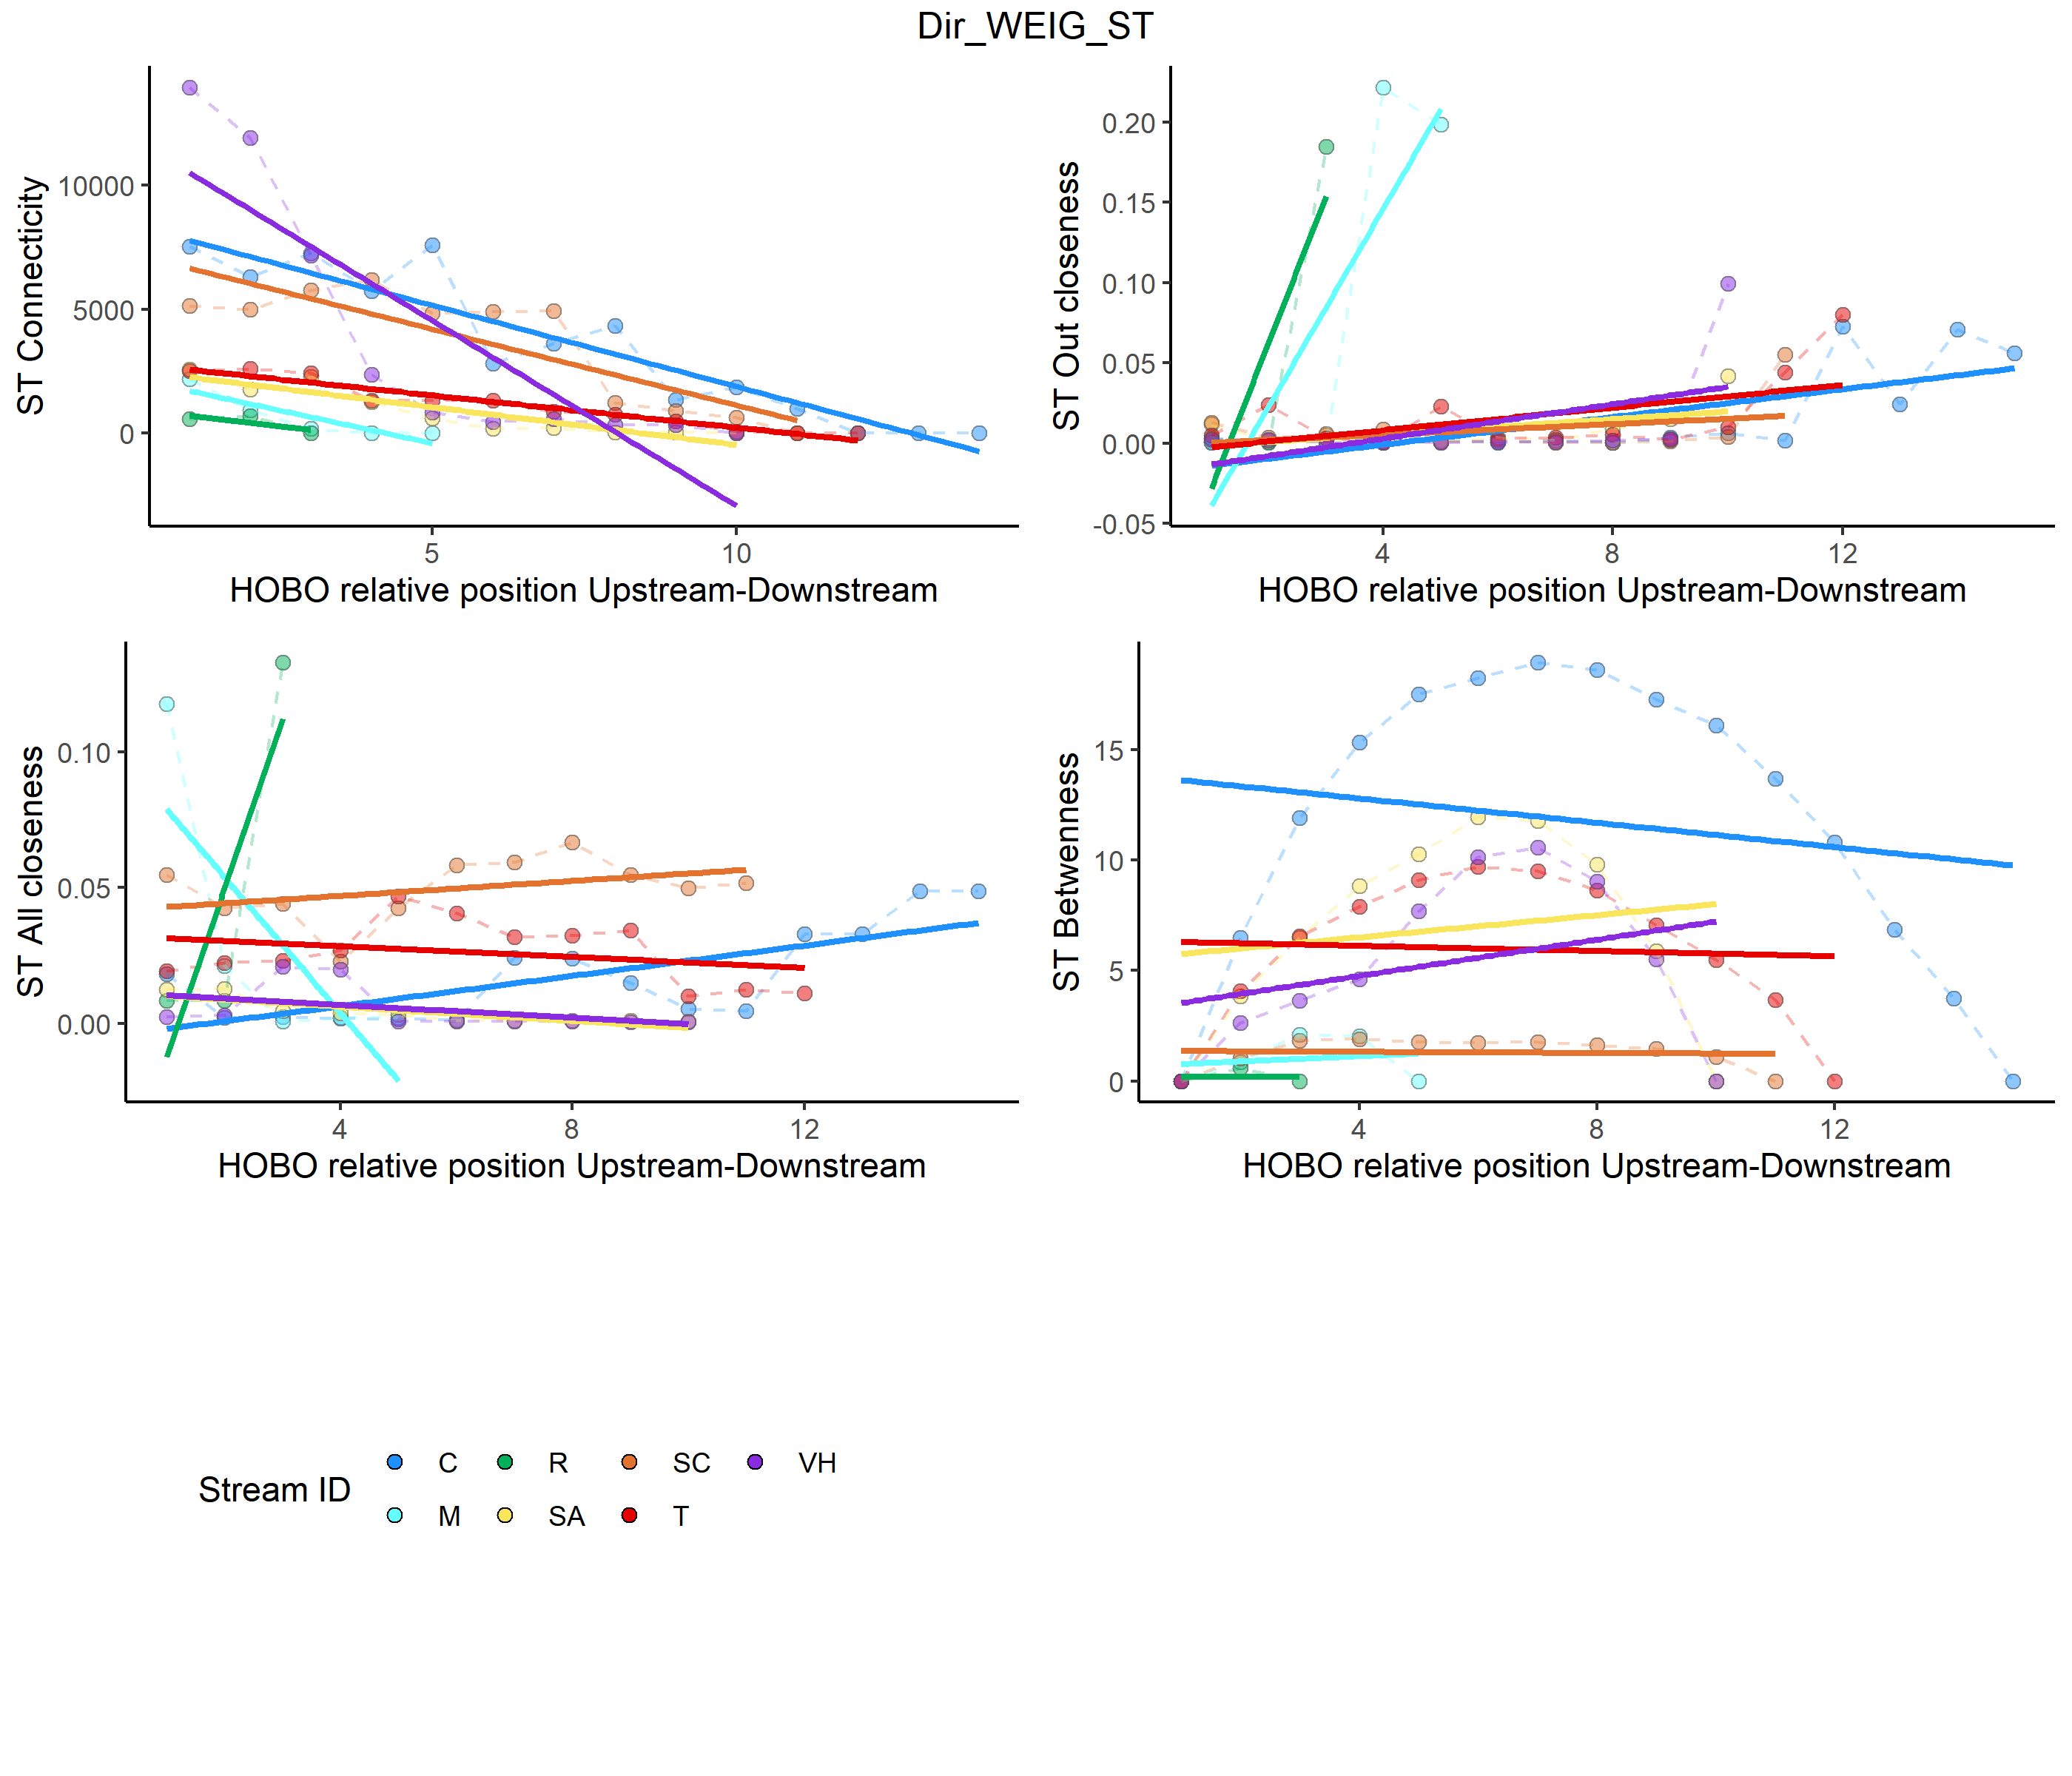 Dir_WEIG_ST
ST Connecticity
10000
5000
0
5
10
HOBO relative position Upstream-Downstream
ST Out closeness
0.20
0.15
0.10
0.05
0.00
-0.05
4
8
12
HOBO relative position Upstream-Downstream
ST All closeness
0.10
0.05
0.00
4
8
12
HOBO relative position Upstream-Downstream
ST Betwenness
15
10
5
0
4
8
12
HOBO relative position Upstream-Downstream
Stream ID
C
R
SC
VH
M
SA
T